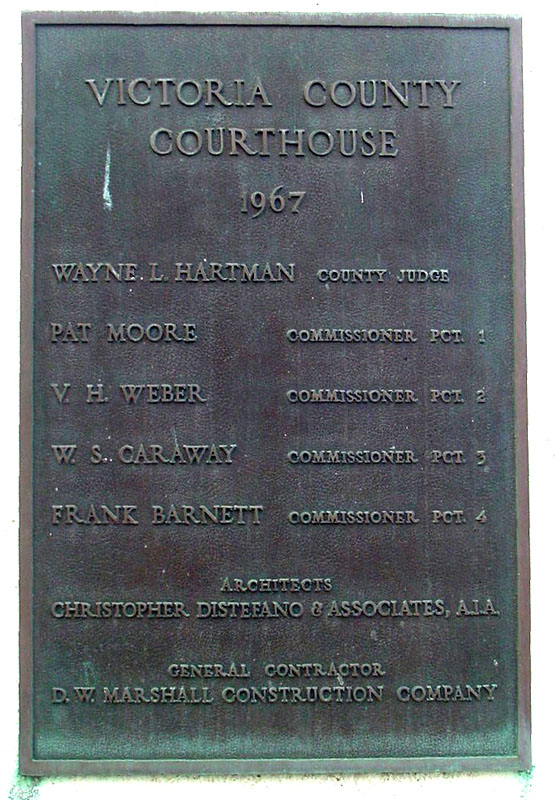 VICTORIA COUNTY
COURTHOUSE
1967
WAYNE L. HARTMAN COUNTY JUDGE
PAT MOORE COMMISSIONER PCT. 1
V. H. WEBER COMMISSIONER PCT. 2
W. S. CARAWAY COMMISSIONER PCT. 3
FRANK BARNETT COMMISSIONER PCT. 4
ARCHITECTS
CHRISTOPHER DISTEFANO & ASSOCIATES, A.I.A.
GENERAL CONTRACTOR
D. W. MARSHALL CONSTRUCTION COMPANY